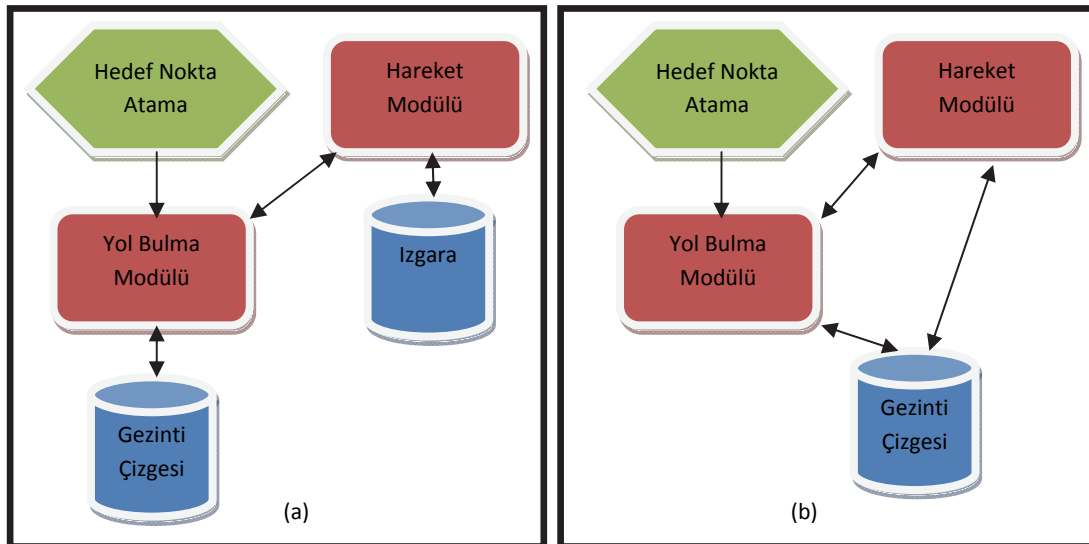 Hedef Nokta
Atama
Hareket
Modülü
Yol Bulma
Modülü
Izgara
Gezinti
Çizgesi
(a)
Hedef Nokta
Atama
Hareket
Modülü
Yol Bulma
Modülü
Gezinti
Çizgesi
(b)